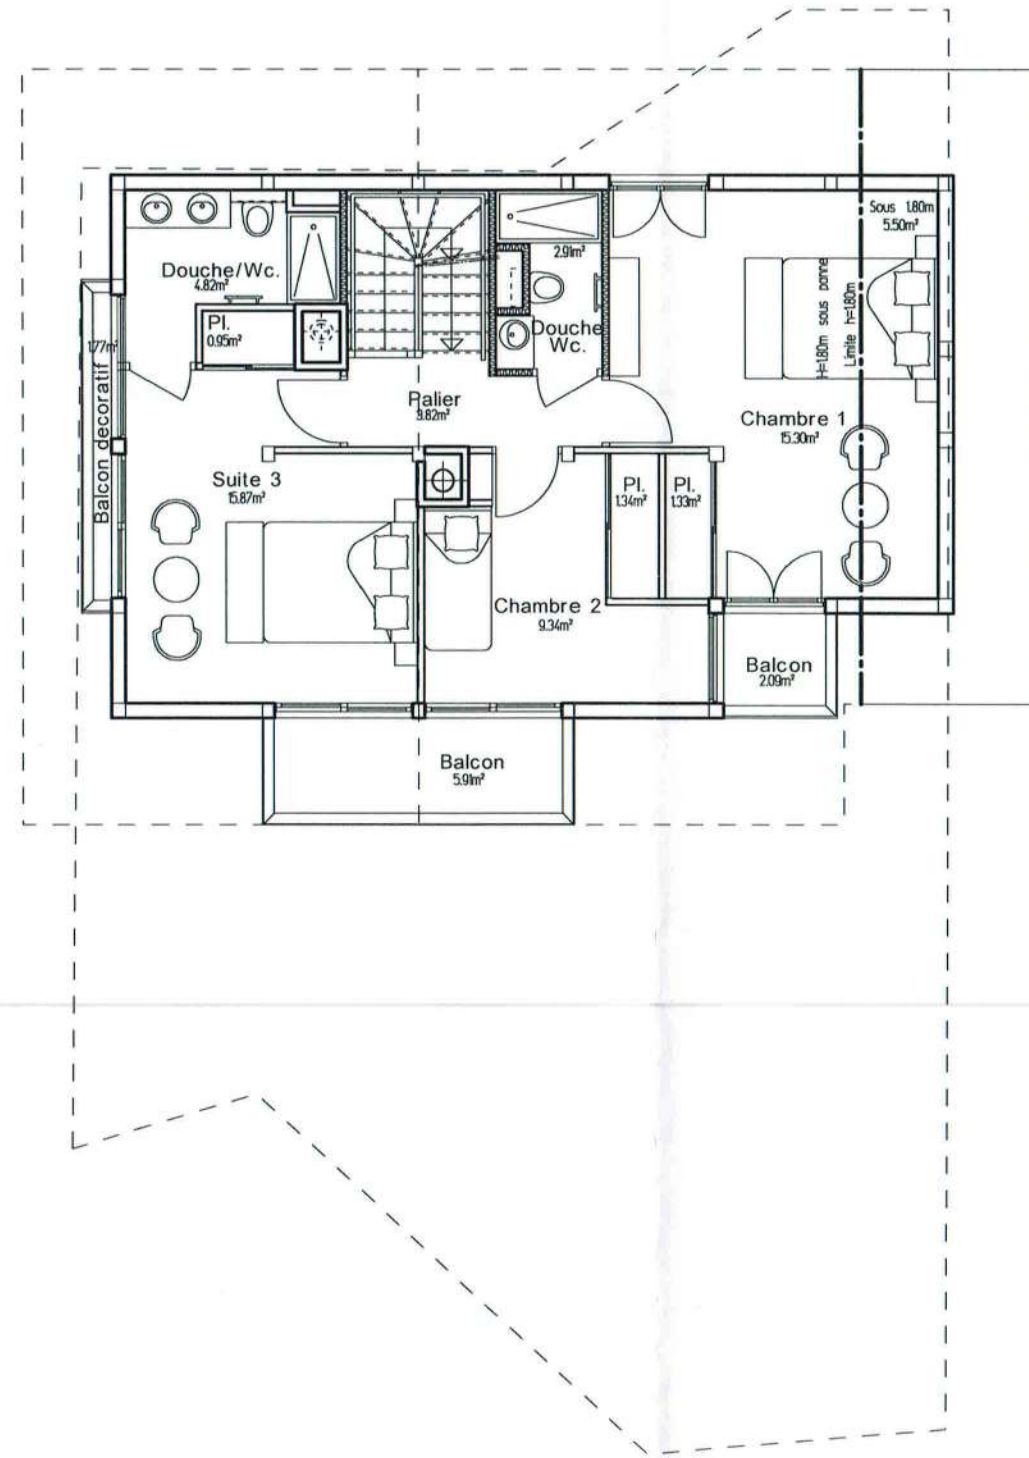 Sous 1.80m
5.50m²
2.91m²
Douche/Wc.
4.82m²
Pl.
0.95m²
Douche
Wc.
H=1.80m sous panne
Limite h=1.80m
1.77m²
Balcon decoratif
Palier
3.82m²
Chambre 1
15.30m²
Suite 3
15.87m²
Pl.
1.34m²
Pl.
1.33m²
Chambre 2
9.34m²
Balcon
2.09m²
Balcon
5.91m²